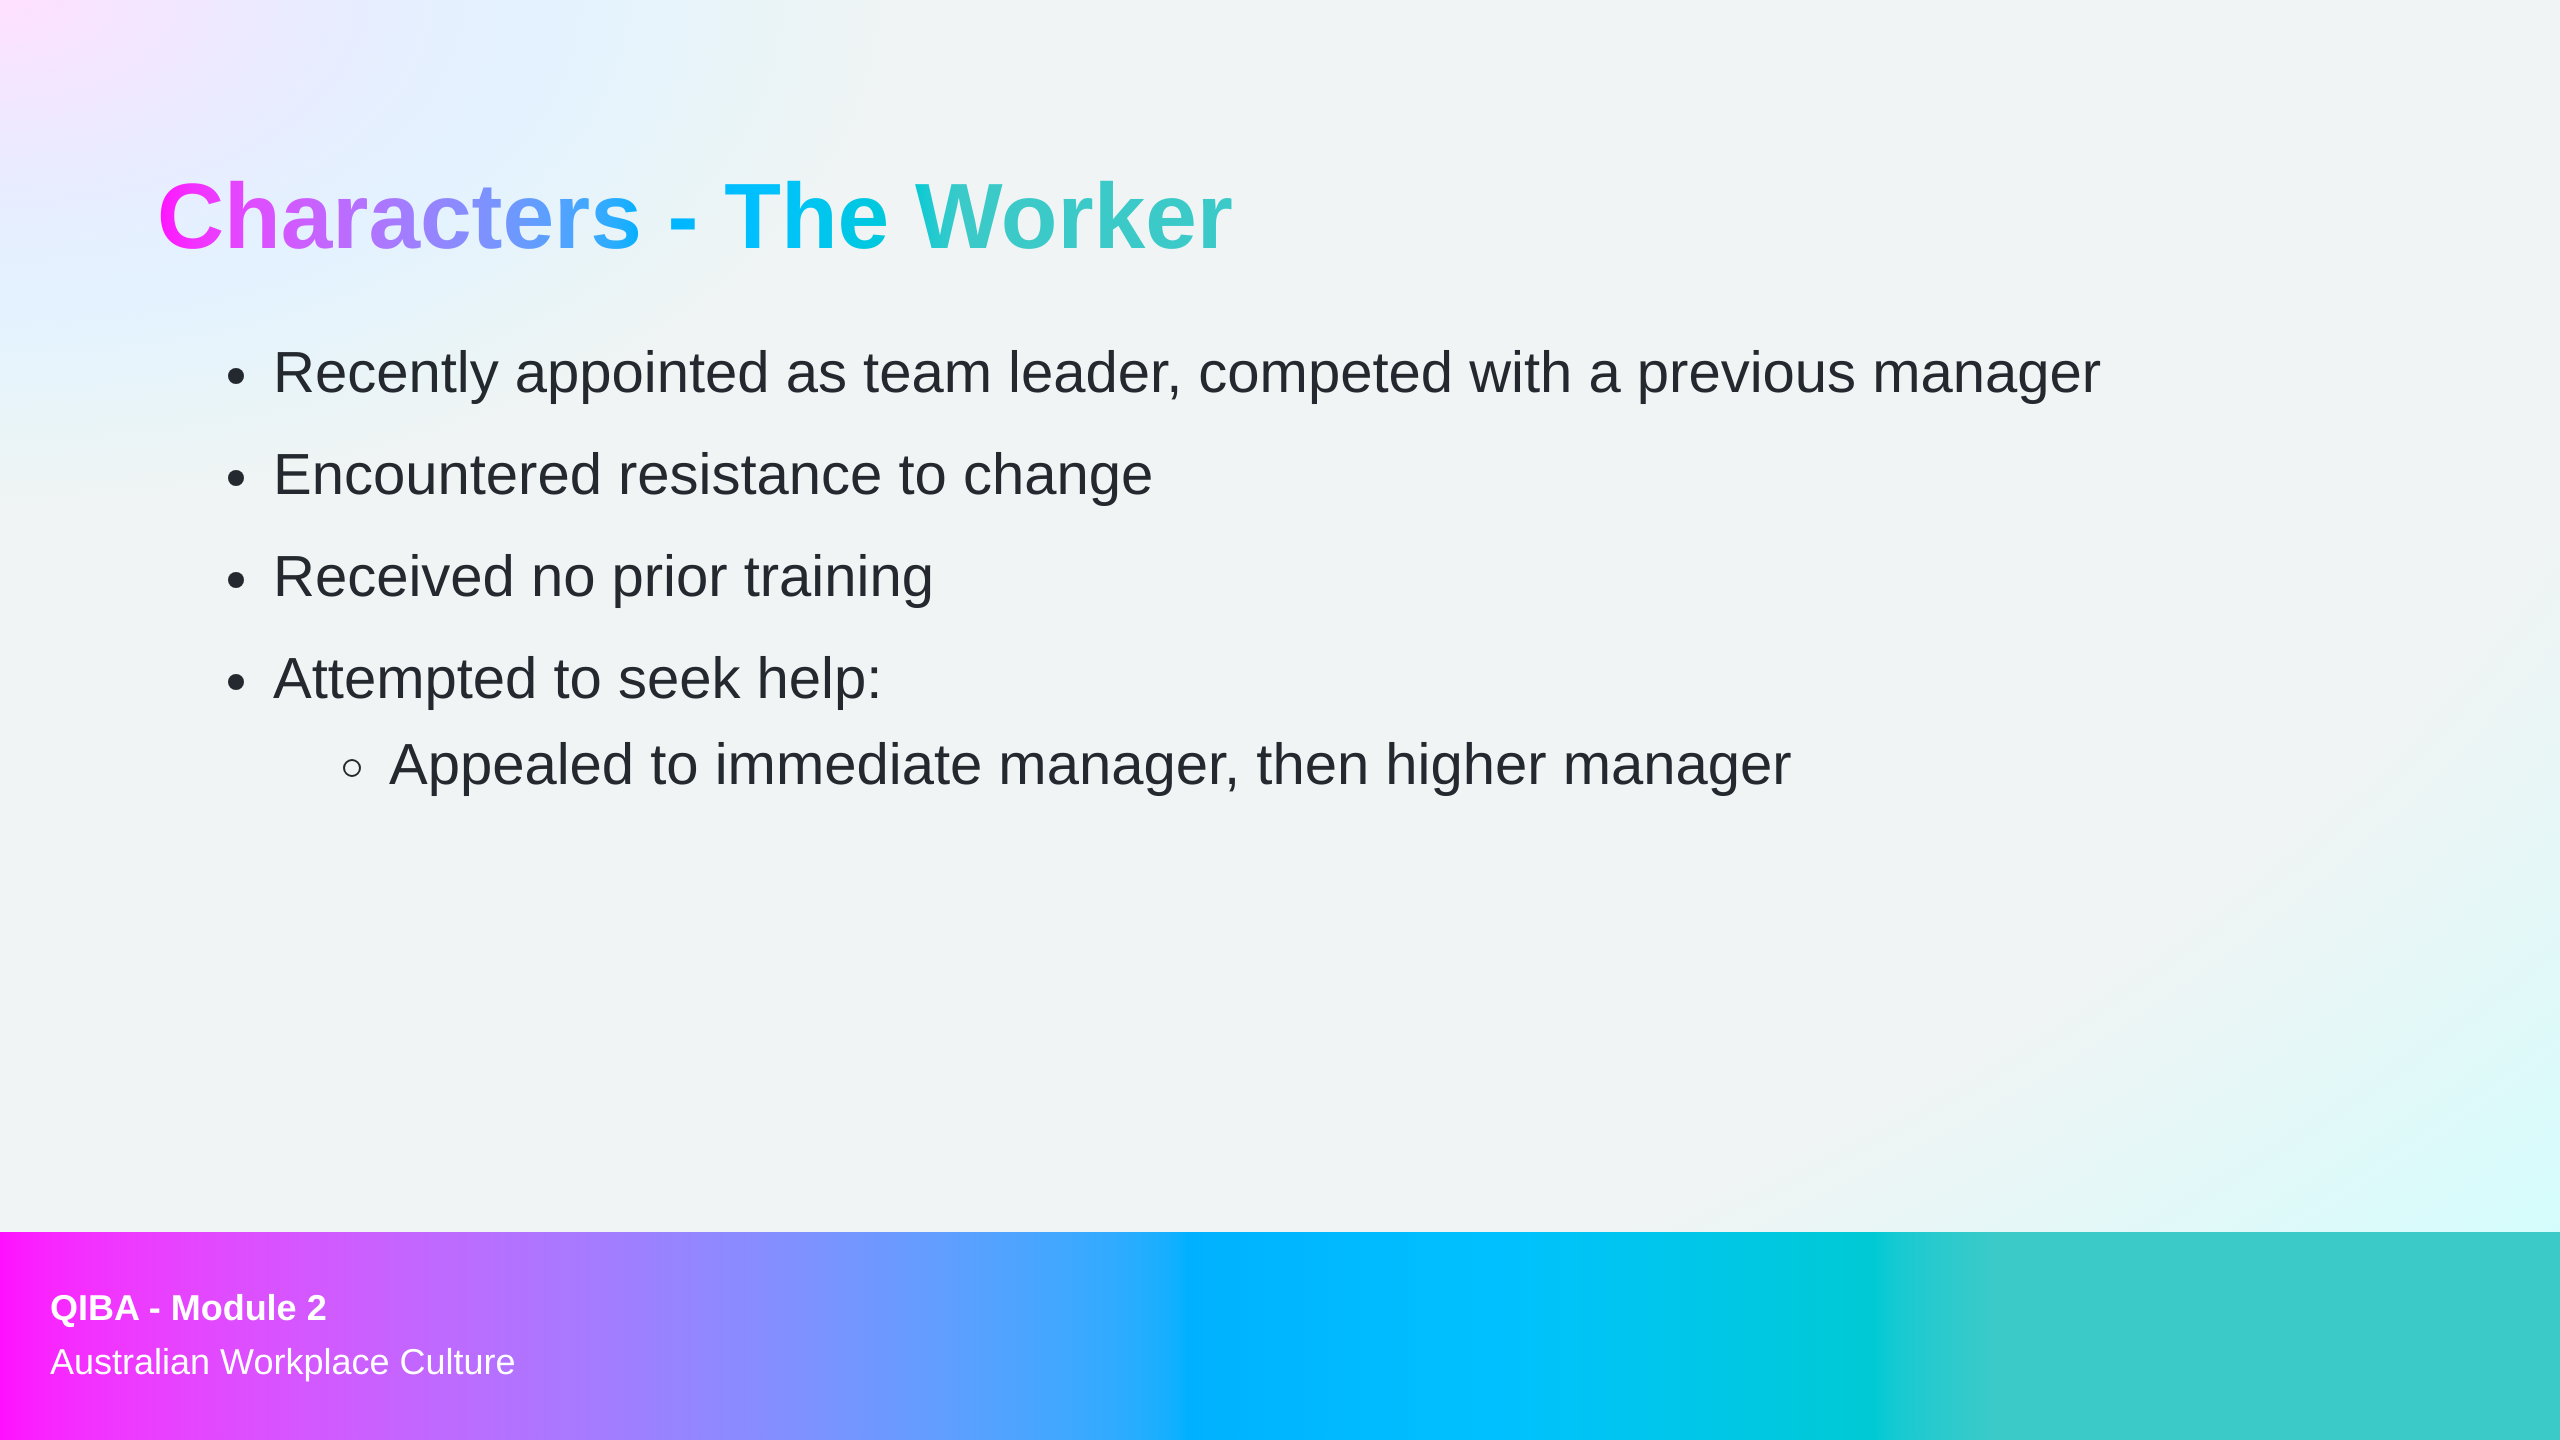 Characters - The Worker
• Recently appointed as team leader, competed with a previous manager
• Encountered resistance to change
• Received no prior training
• Attempted to seek help:
◦ Appealed to immediate manager, then higher manager
QIBA - Module 2
Australian Workplace Culture